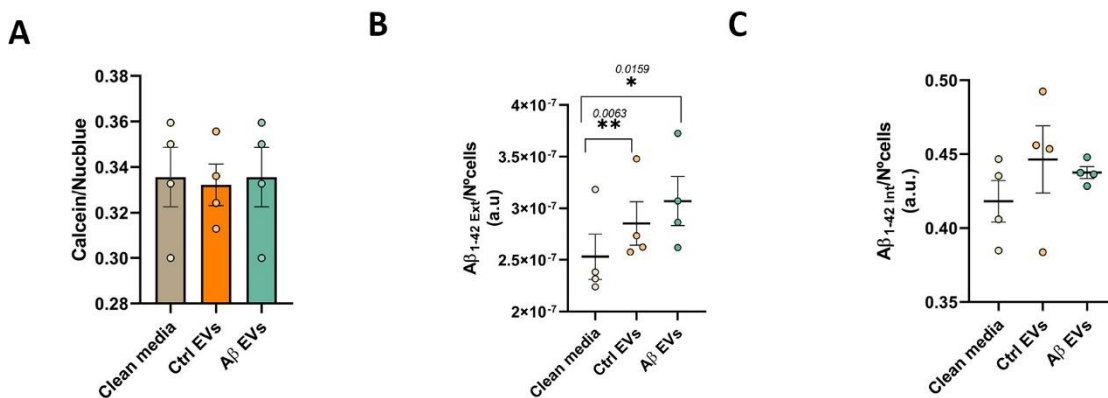 A
Calcein/Nucblue
0.38
0.36
0.34
0.32
0.30
0.28
Clean media
Ctrl EVs
Aβ EVs
B
Aβ1-42 Ext/NºCells
(a.u)
4×10-7
3.5×10-7
3×10-7
2.5×10-7
2×10-7
0.0159
*
0.0063
**
Clean media
Ctrl EVs
Aβ EVs
C
Aβ1-42 Int/NºCells
(a.u.)
0.50
0.45
0.40
0.35
Clean media
Ctrl EVs
Aβ EVs